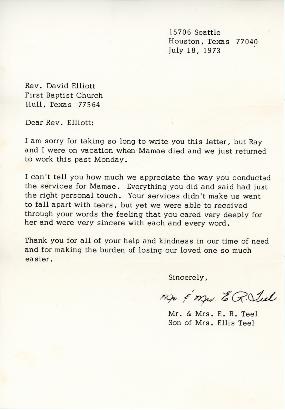 15706 Seattle
Houston, Texas 77040
July 18, 1973
Rev. David Elliott
First Baptist Church
Hull, Texas 77564
Dear Rev. Elliott:
I am sorry for taking so long to write you this letter, but Ray
and I were on vacation when Mamae died and we just returned
to work this past Monday.
I can't tell you how much we appreciate the way you conducted
the services for Mamae. Everything you did and said had just
the right personal touch. Your services didn't make us want
to fall apart with tears, but yet we were able to received
through your words the feeling that you cared very deeply for
her and were very sincere with each and every word.
Thank you for all of your help and kindness in our time of need
and for making the burden of losing our loved one so much
easier.
Sincerely,
Mr & Mrs E R Teel
Mr. & Mrs. E. R. Teel
Son of Mrs. Ellis Teel